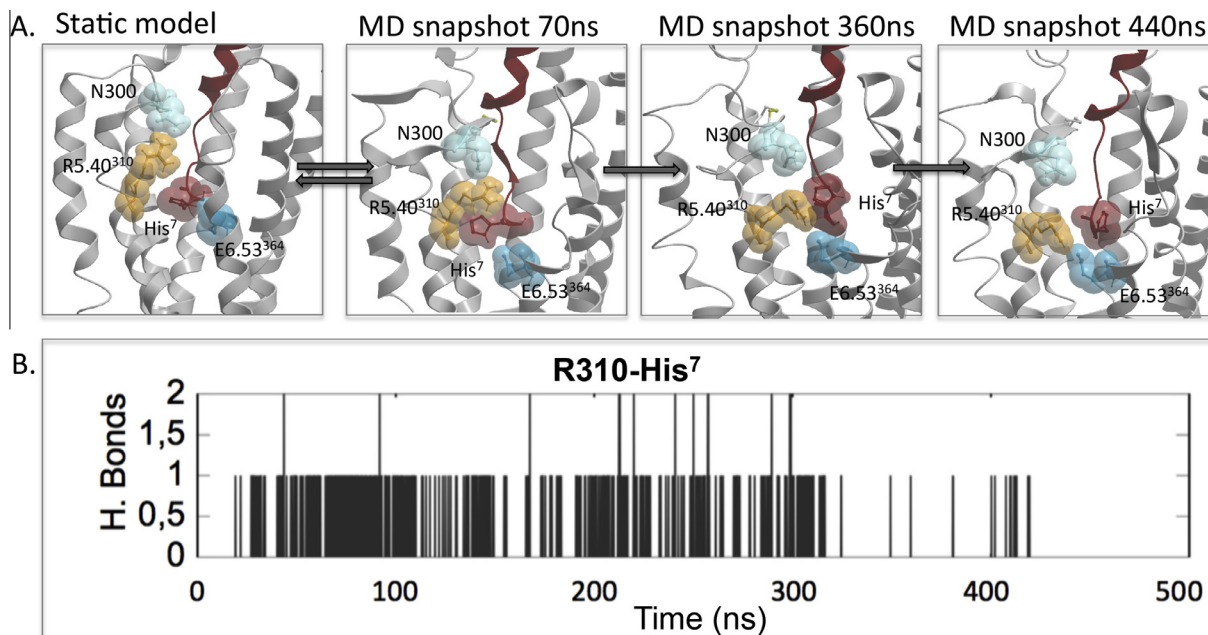 A. Static model MD snapshot 70ns MD snapshot 360ns MD snapshot 440ns
N300 N300 N300 N300
R5.40³¹⁰ R5.40³¹⁰ R5.40³¹⁰ R5.40³¹⁰
His⁷ His⁷ His⁷ His⁷
E6.53³⁶⁴ E6.53³⁶⁴ E6.53³⁶⁴ E6.53³⁶⁴
B. R310-His⁷
H. Bonds
2
1,5
1
0,5
0
0 100 200 300 400 500
Time (ns)